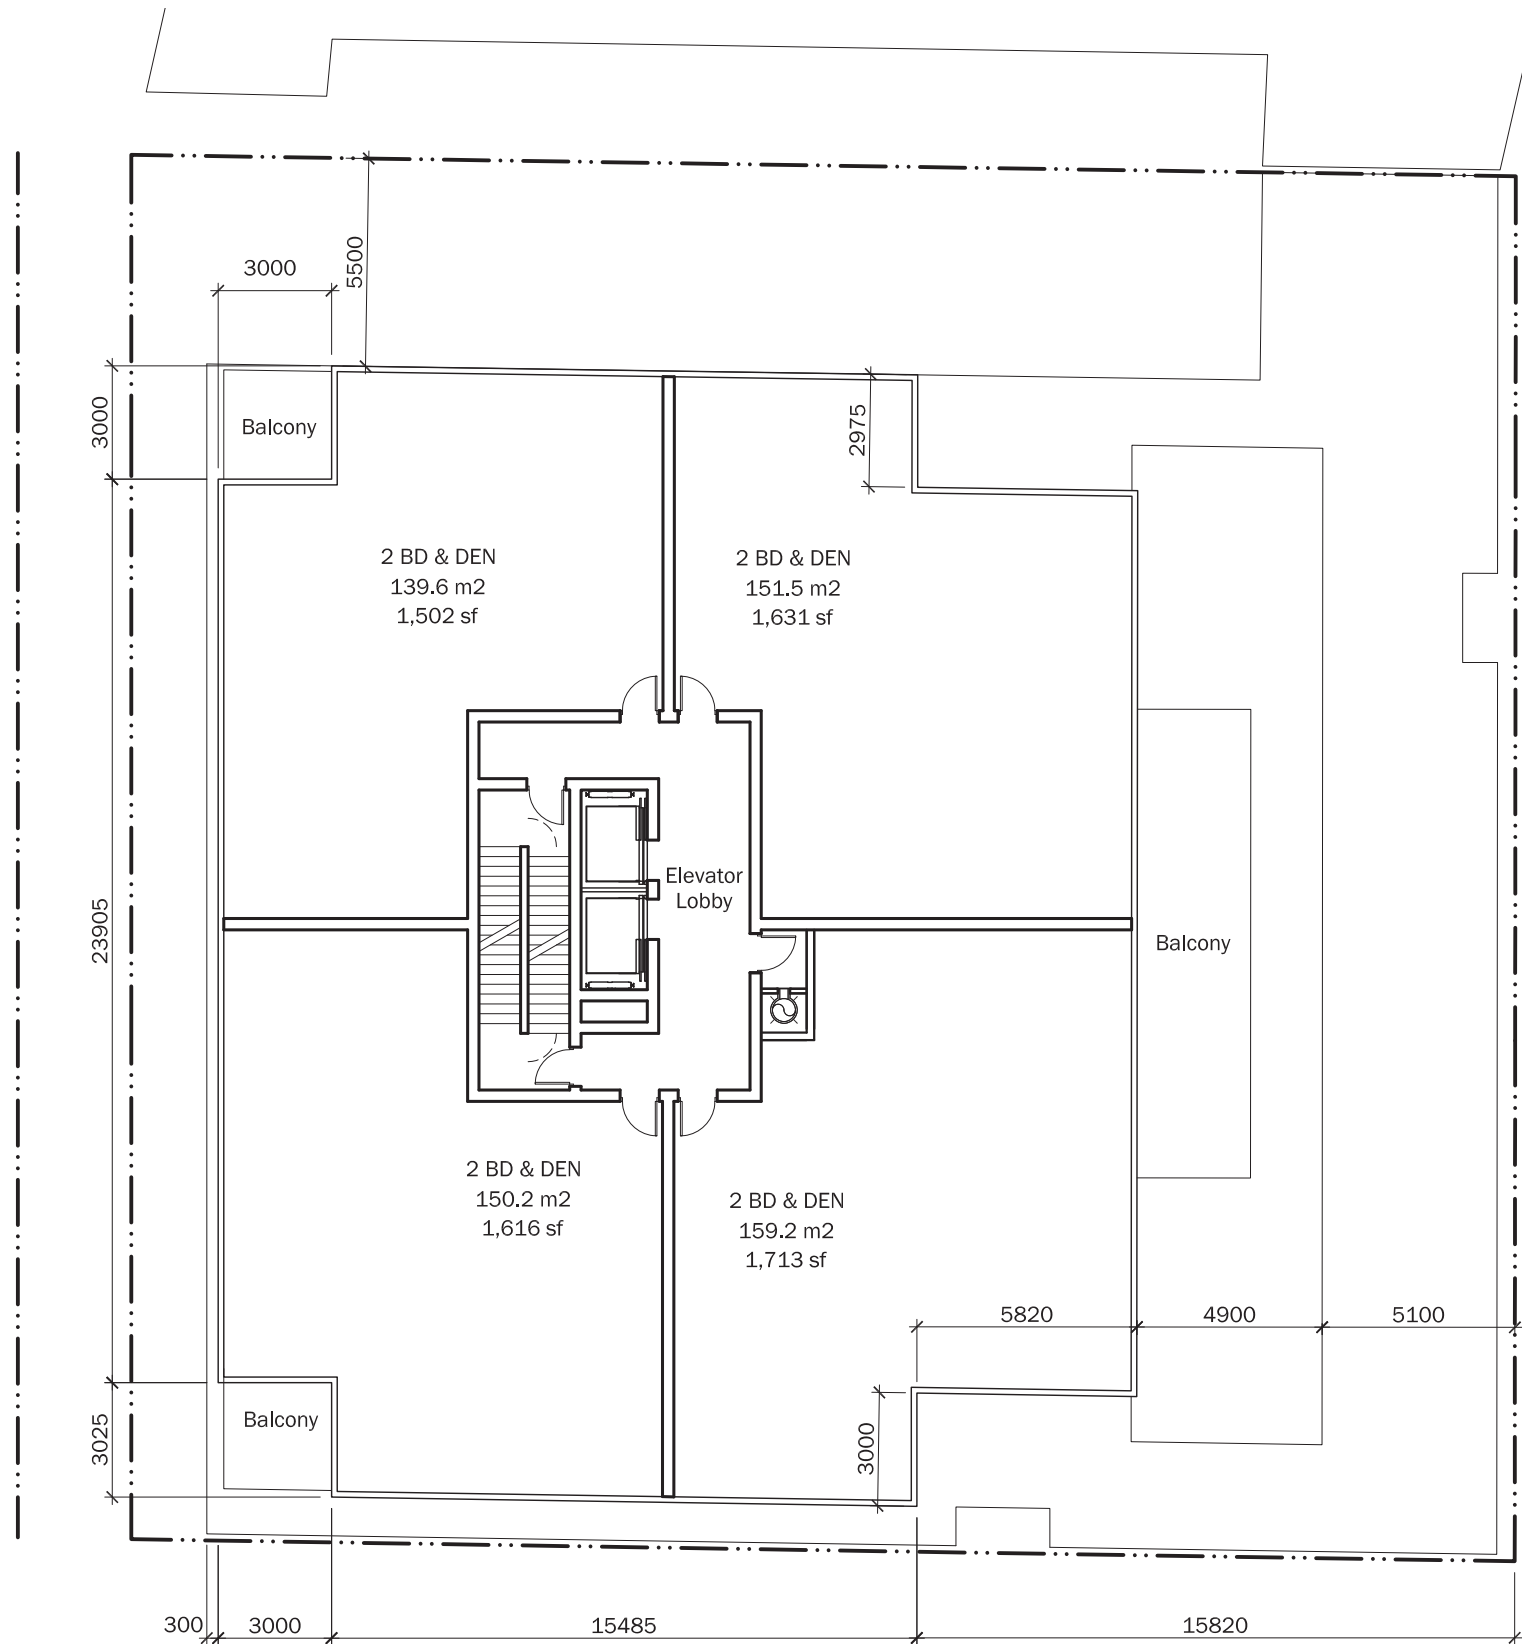 3000
5500
3000
Balcony
2975
2 BD & DEN
139.6 m2
1,502 sf
2 BD & DEN
151.5 m2
1,631 sf
Elevator
Lobby
23905
Balcony
2 BD & DEN
150.2 m2
1,616 sf
2 BD & DEN
159.2 m2
1,713 sf
5820
4900
5100
3025
Balcony
3000
300
3000
15485
15820